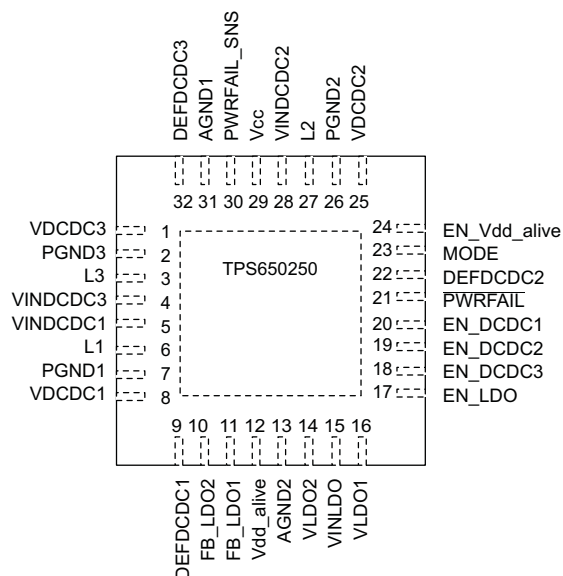 DEFDCDC3
AGND1
PWRFAIL_SNS
Vcc
VINDCDC2
L2
PGND2
VDCDC2
32 31 30 29 28 27 26 25
VDCDC3 1
PGND3 2
L3 3
VINDCDC3 4
VINDCDC1 5
L1 6
PGND1 7
VDCDC1 8
TPS650250
24 EN_Vdd_alive
23 MODE
22 DEFDCDC2
21 PWRFAIL
20 EN_DCDC1
19 EN_DCDC2
18 EN_DCDC3
17 EN_LDO
9 10 11 12 13 14 15 16
DEFDCDC1
FB_LDO2
FB_LDO1
Vdd_alive
AGND2
VLDO2
VINLDO
VLDO1